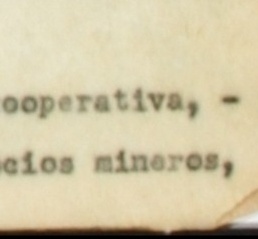 ooperativa, -
cios mineros,